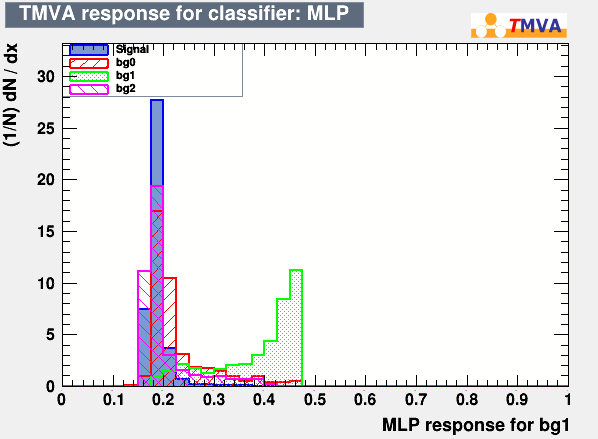 TMVA response for classifier: MLP
TMVA
(1/N) dN / dx
Signal
bg0
bg1
bg2
30
25
20
15
10
5
0
0 0.1 0.2 0.3 0.4 0.5 0.6 0.7 0.8 0.9 1
MLP response for bg1